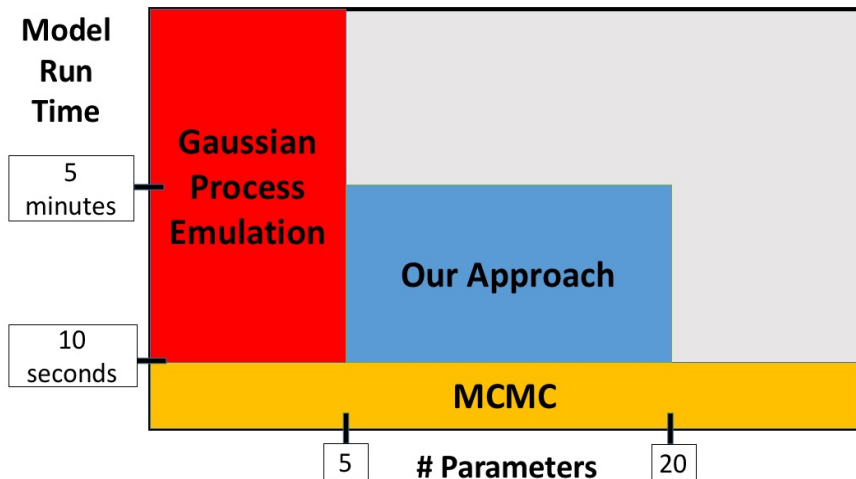 Model
Run
Time
Gaussian
Process
Emulation
5
minutes
Our Approach
10
seconds
MCMC
5
# Parameters
20